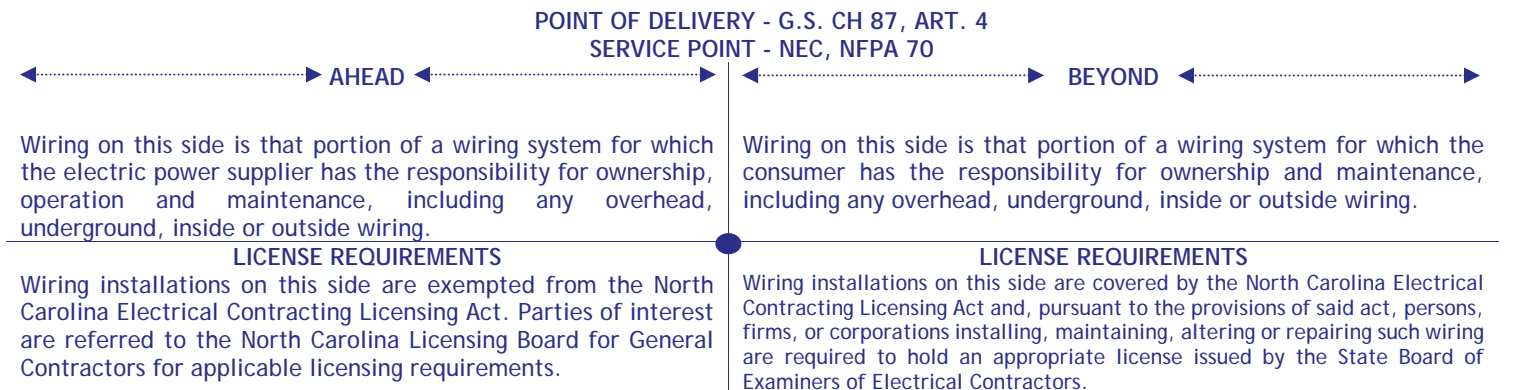 POINT OF DELIVERY - G.S. CH 87, ART. 4
SERVICE POINT - NEC, NFPA 70
AHEAD
BEYOND
Wiring on this side is that portion of a wiring system for which
the electric power supplier has the responsibility for ownership,
operation and maintenance, including any overhead,
underground, inside or outside wiring.
Wiring on this side is that portion of a wiring system for which the
consumer has the responsibility for ownership and maintenance,
including any overhead, underground, inside or outside wiring.
LICENSE REQUIREMENTS
Wiring installations on this side are exempted from the North
Carolina Electrical Contracting Licensing Act. Parties of interest
are referred to the North Carolina Licensing Board for General
Contractors for applicable licensing requirements.
LICENSE REQUIREMENTS
Wiring installations on this side are covered by the North Carolina Electrical
Contracting Licensing Act and, pursuant to the provisions of said act, persons,
firms, or corporations installing, maintaining, altering or repairing such wiring
are required to hold an appropriate license issued by the State Board of
Examiners of Electrical Contractors.